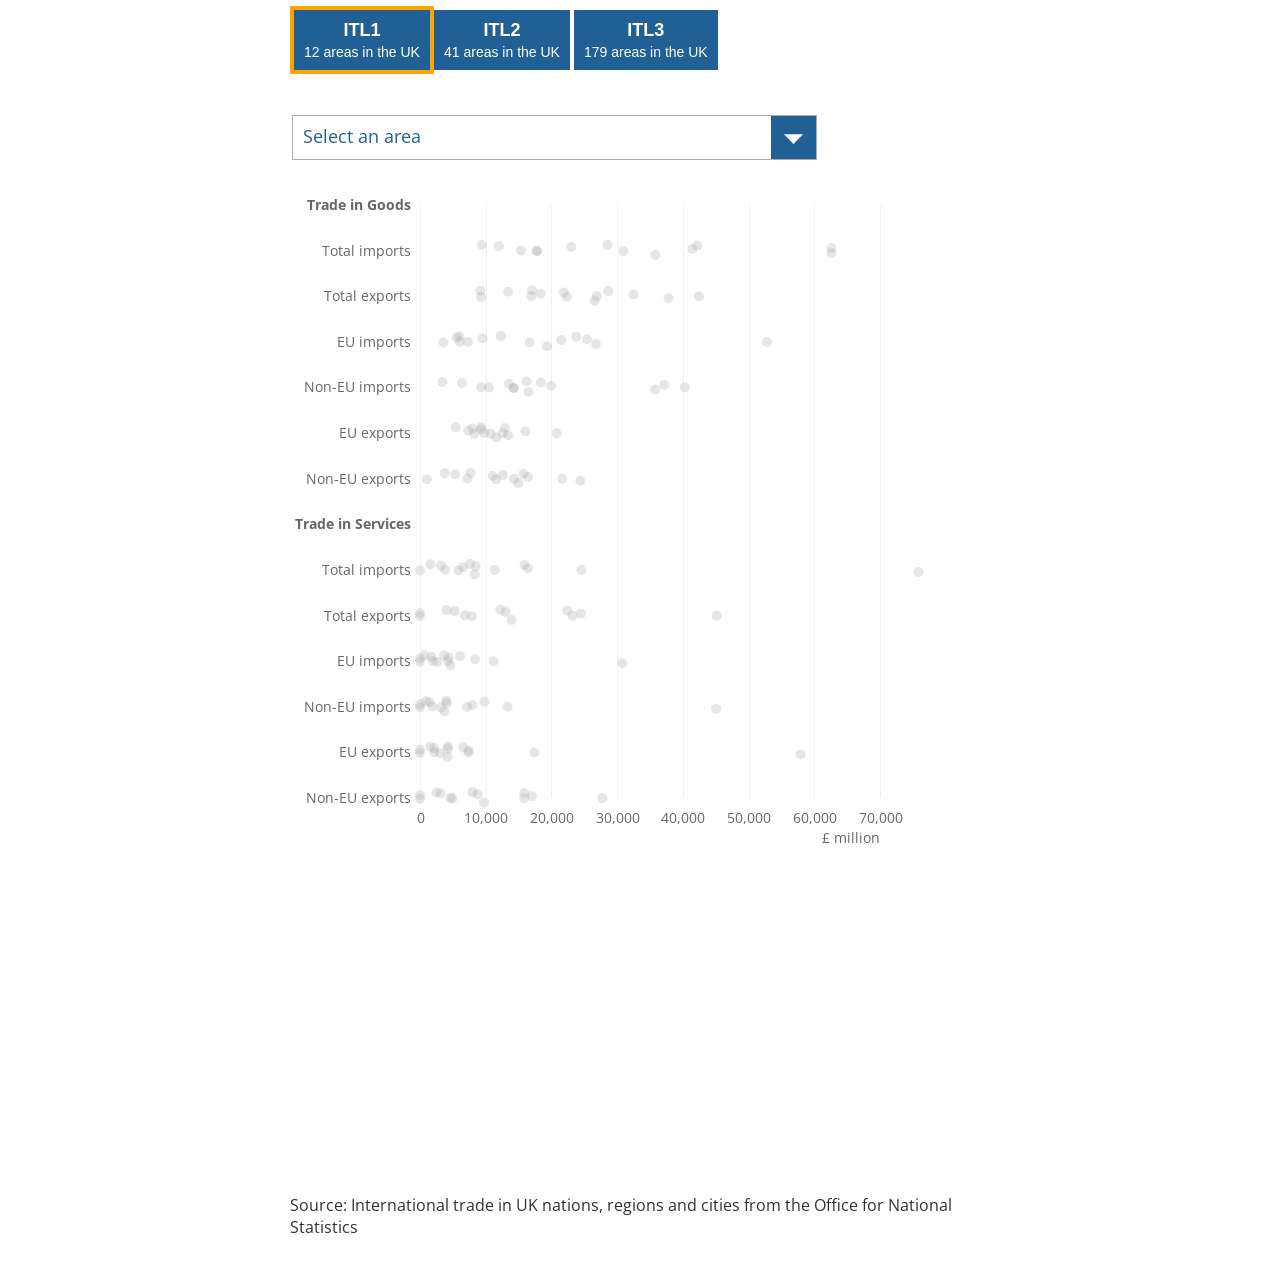 ITL1
12 areas in the UK
ITL2
41 areas in the UK
ITL3
179 areas in the UK
Select an area
Trade in Goods
Total imports
Total exports
EU imports
Non-EU imports
EU exports
Non-EU exports
Trade in Services
Total imports
Total exports
EU imports
Non-EU imports
EU exports
Non-EU exports
0 10,000 20,000 30,000 40,000 50,000 60,000 70,000
£ million
Source: International trade in UK nations, regions and cities from the Office for National
Statistics